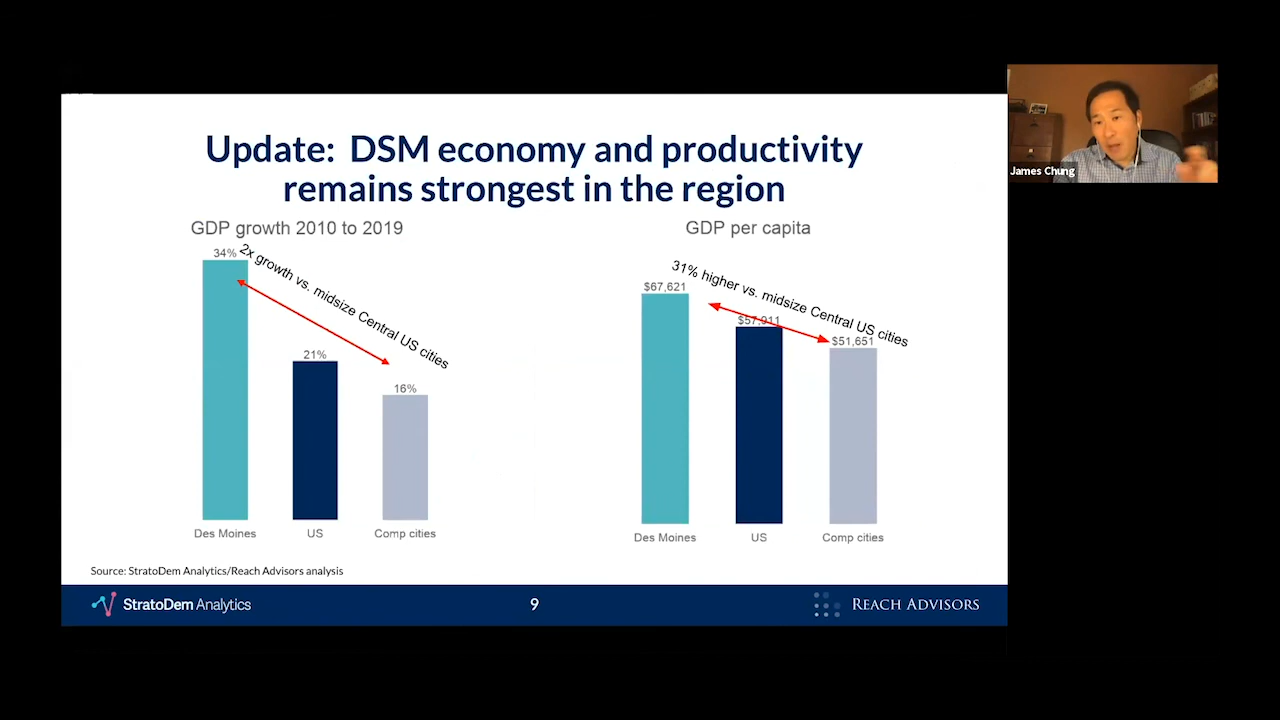 Update: DSM economy and productivity
remains strongest in the region
GDP growth 2010 to 2019
34%
2x growth vs. midsize Central US cities
21%
16%
Des Moines
US
Comp cities
GDP per capita
31% higher vs. midsize Central US cities
$67,621
$57,911
$51,651
Des Moines
US
Comp cities
Source: StratoDem Analytics/Reach Advisors analysis
StratoDem Analytics
9
REACH ADVISORS
James Chung